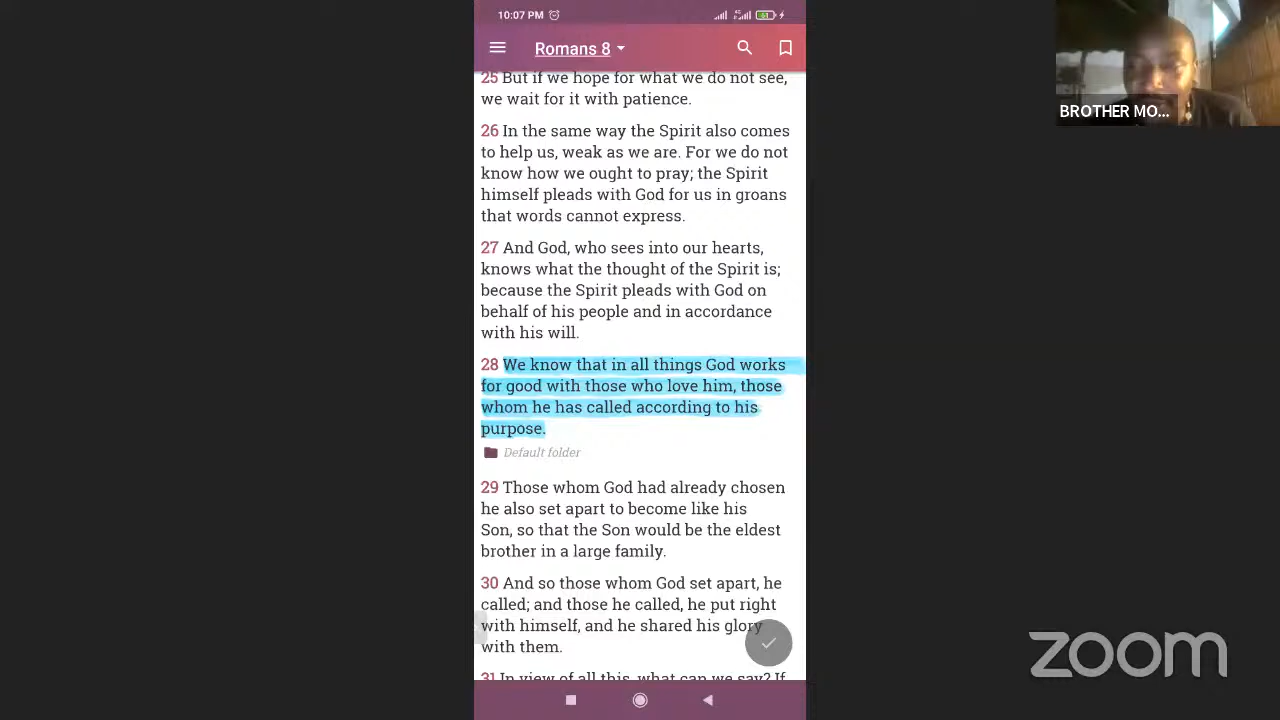 10:07 PM
Romans 8
25 But if we hope for what we do not see,
we wait for it with patience.
26 In the same way the Spirit also comes
to help us, weak as we are. For we do not
know how we ought to pray; the Spirit
himself pleads with God for us in groans
that words cannot express.
27 And God, who sees into our hearts,
knows what the thought of the Spirit is;
because the Spirit pleads with God on
behalf of his people and in accordance
with his will.
28 We know that in all things God works
for good with those who love him, those
whom he has called according to his
purpose.
Default folder
29 Those whom God had already chosen
he also set apart to become like his
Son, so that the Son would be the eldest
brother in a large family.
30 And so those whom God set apart, he
called; and those he called, he put right
with himself, and he shared his glory
with them.
31 In view of all this, what can we say? If
BROTHER MO...
zoom